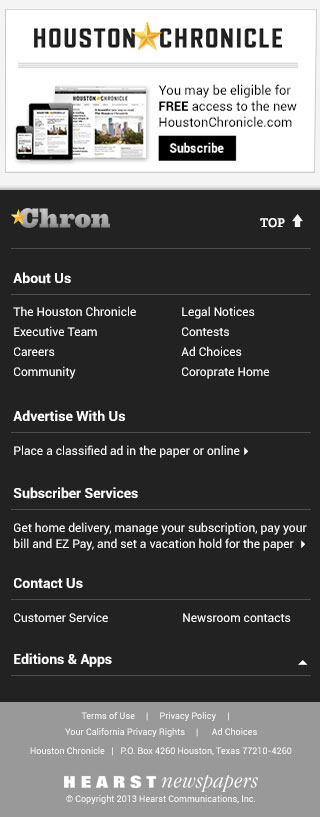 HOUSTON CHRONICLE
HOUSTON CHRONICLE
You may be eligible for
FREE access to the new
HoustonChronicle.com
Subscribe
Chron
TOP
About Us
The Houston Chronicle
Legal Notices
Executive Team
Contests
Careers
Ad Choices
Community
Coroprate Home
Advertise With Us
Place a classified ad in the paper or online
Subscriber Services
Get home delivery, manage your subscription, pay your
bill and EZ Pay, and set a vacation hold for the paper
Contact Us
Customer Service
Newsroom contacts
Editions & Apps
Terms of Use | Privacy Policy |
Your California Privacy Rights | Ad Choices
Houston Chronicle | P.O. Box 4260 Houston, Texas 77210-4260
HEARST newspapers
© Copyright 2013 Hearst Communications, Inc.